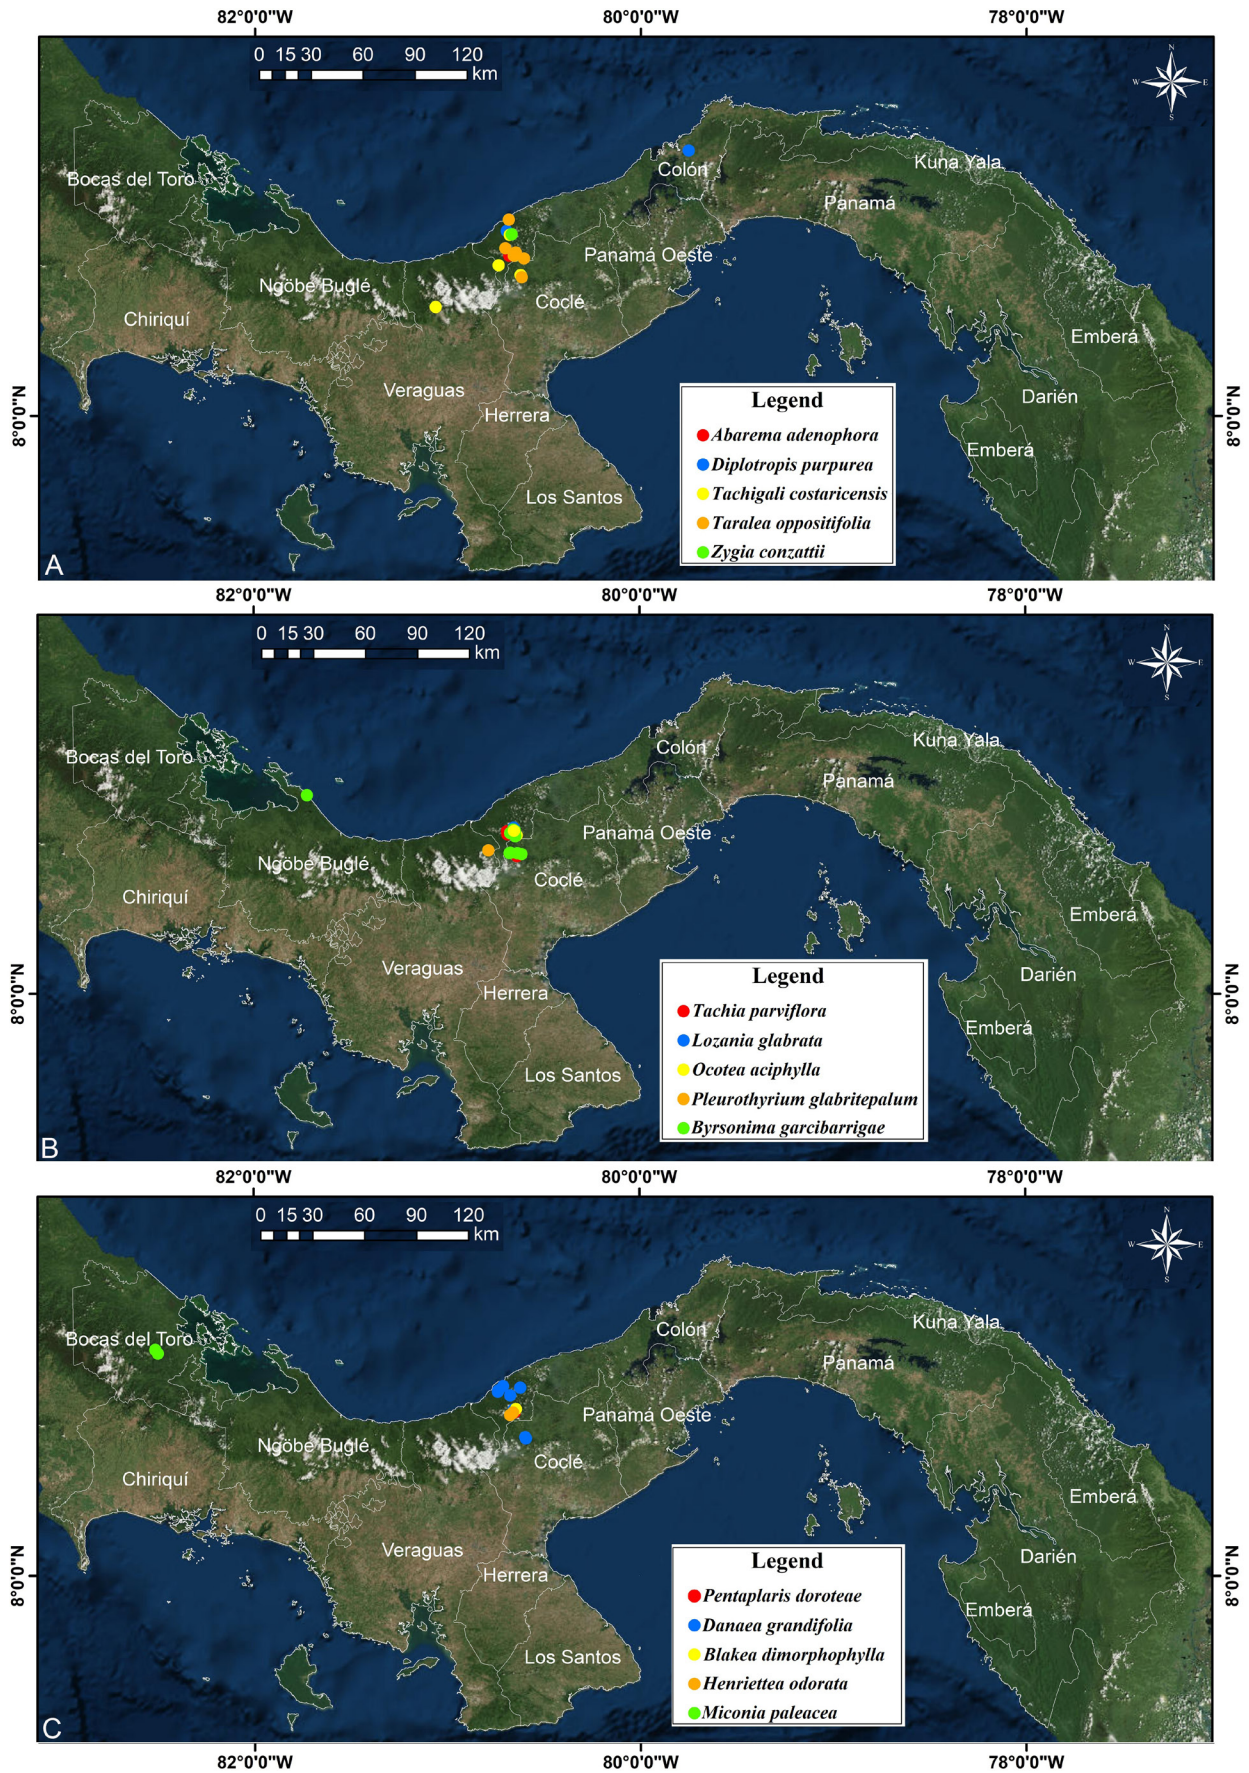 82°0'0"W 80°0'0"W 78°0'0"W
0 15 30 60 90 120
km
N
W E
S
Kuna Yala
Colón
Bocas del Toro
Panamá
Panamá Oeste
Ngöbe Buglé
Coclé
Chiriquí
Emberá
Veraguas
Darién
Herrera
8°0'0"N 8°0'0"N
Emberá
Los Santos
Legend
Abarema adenophora
Diplotropis purpurea
Tachigali costaricensis
Taralea oppositifolia
Zygia conzattii
A
82°0'0"W 80°0'0"W 78°0'0"W
0 15 30 60 90 120
km
N
W E
S
Kuna Yala
Colón
Bocas del Toro
Panamá
Panamá Oeste
Ngöbe Buglé
Coclé
Chiriquí
Emberá
Veraguas
Darién
Herrera
8°0'0"N 8°0'0"N
Emberá
Los Santos
Legend
Tachia parviflora
Lozania glabrata
Ocotea aciphylla
Pleurothyrium glabritepalum
Byrsonima garcibarrigae
B
82°0'0"W 80°0'0"W 78°0'0"W
0 15 30 60 90 120
km
N
W E
S
Kuna Yala
Colón
Bocas del Toro
Panamá
Panamá Oeste
Ngöbe Buglé
Coclé
Chiriquí
Emberá
Veraguas
Darién
Herrera
8°0'0"N 8°0'0"N
Emberá
Los Santos
Legend
Pentaplaris doroteae
Danaea grandifolia
Blakea dimorphophylla
Henriettea odorata
Miconia paleacea
C
82°0'0"W 80°0'0"W 78°0'0"W